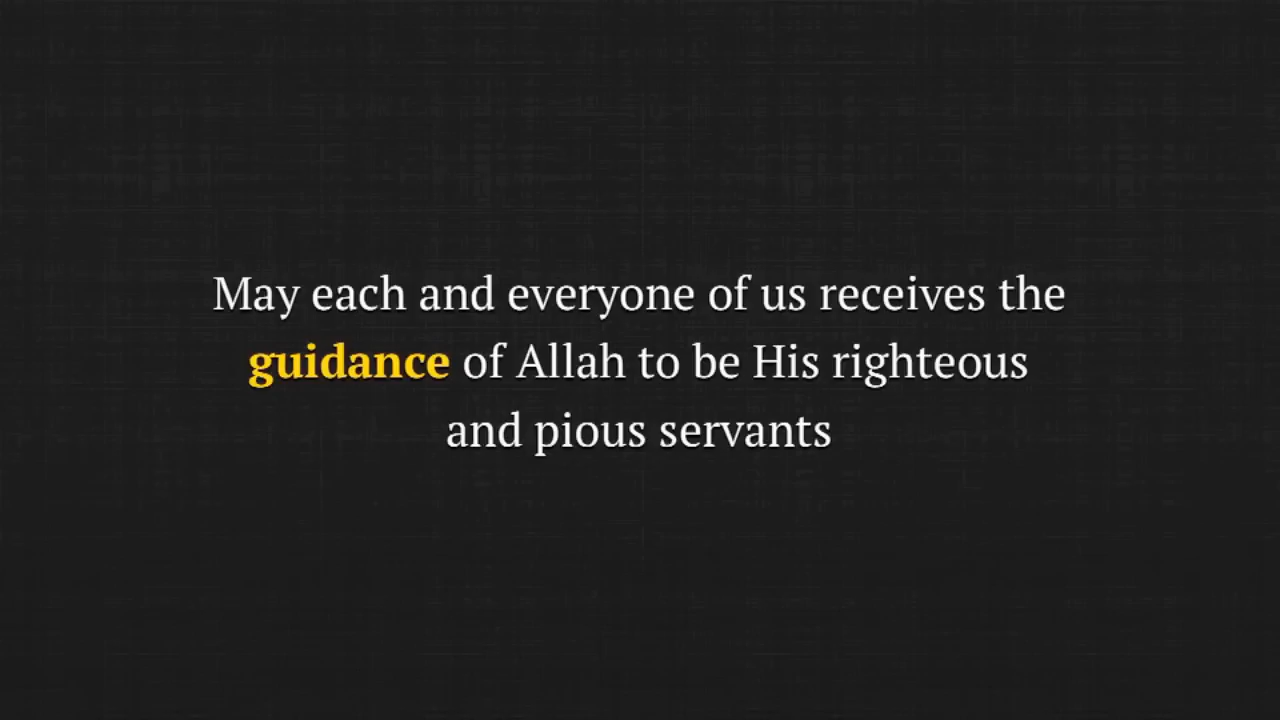 May each and everyone of us receives the
guidance of Allah to be His righteous
and pious servants